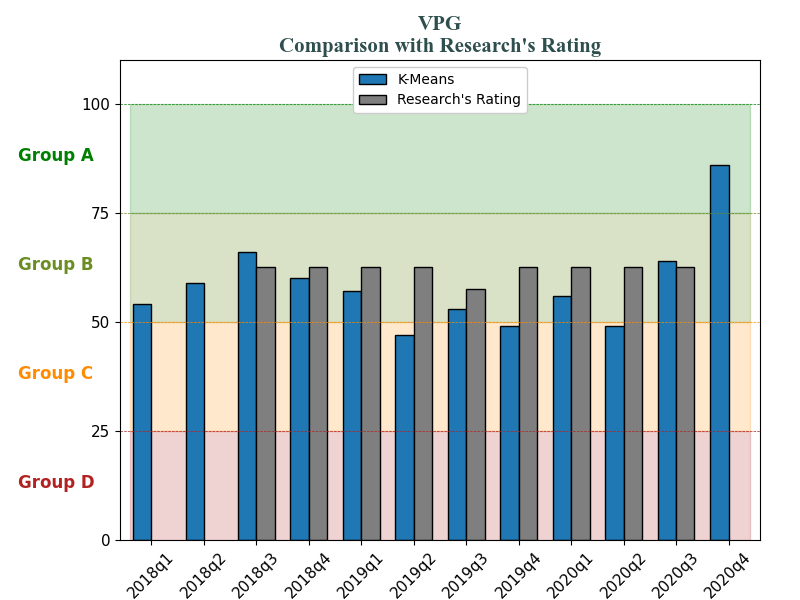 VPG
Comparison with Research's Rating
K-Means
Research's Rating
100
75
50
25
0
Group A
Group B
Group C
Group D
2018q1
2018q2
2018q3
2018q4
2019q1
2019q2
2019q3
2019q4
2020q1
2020q2
2020q3
2020q4